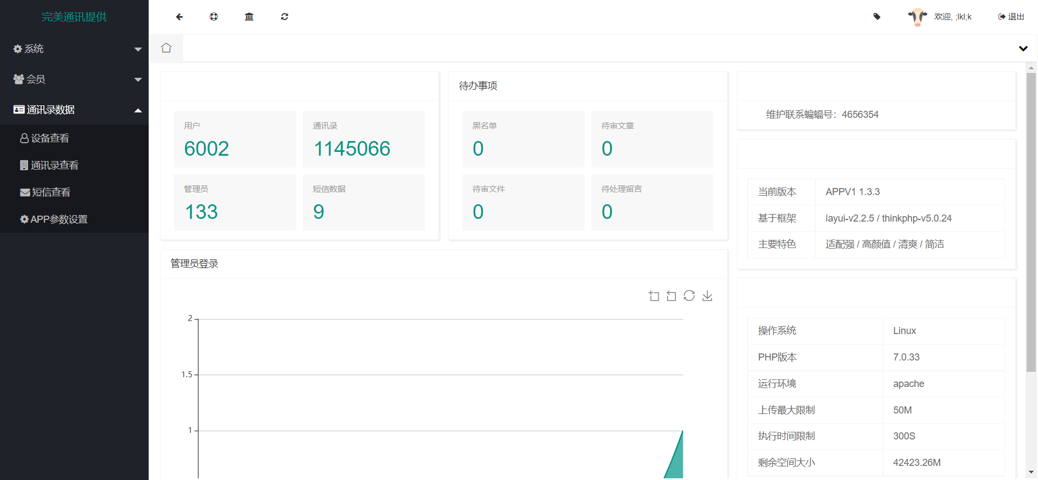 完美通讯提供
欢迎, ;lkl;k
退出
系统
会员
通讯录数据
设备查看
通讯录查看
短信查看
APP参数设置
用户
6002
通讯录
1145066
管理员
133
短信数据
9
待办事项
黑名单
0
待审文章
0
待审文件
0
待处理留言
0
维护联系蝙蝠号：4656354
当前版本 APPV1 1.3.3
基于框架 layui-v2.2.5 / thinkphp-v5.0.24
主要特色 适配强 / 高颜值 / 清爽 / 简洁
管理员登录
2
1.5
1
操作系统 Linux
PHP版本 7.0.33
运行环境 apache
上传最大限制 50M
执行时间限制 300S
剩余空间大小 42423.26M